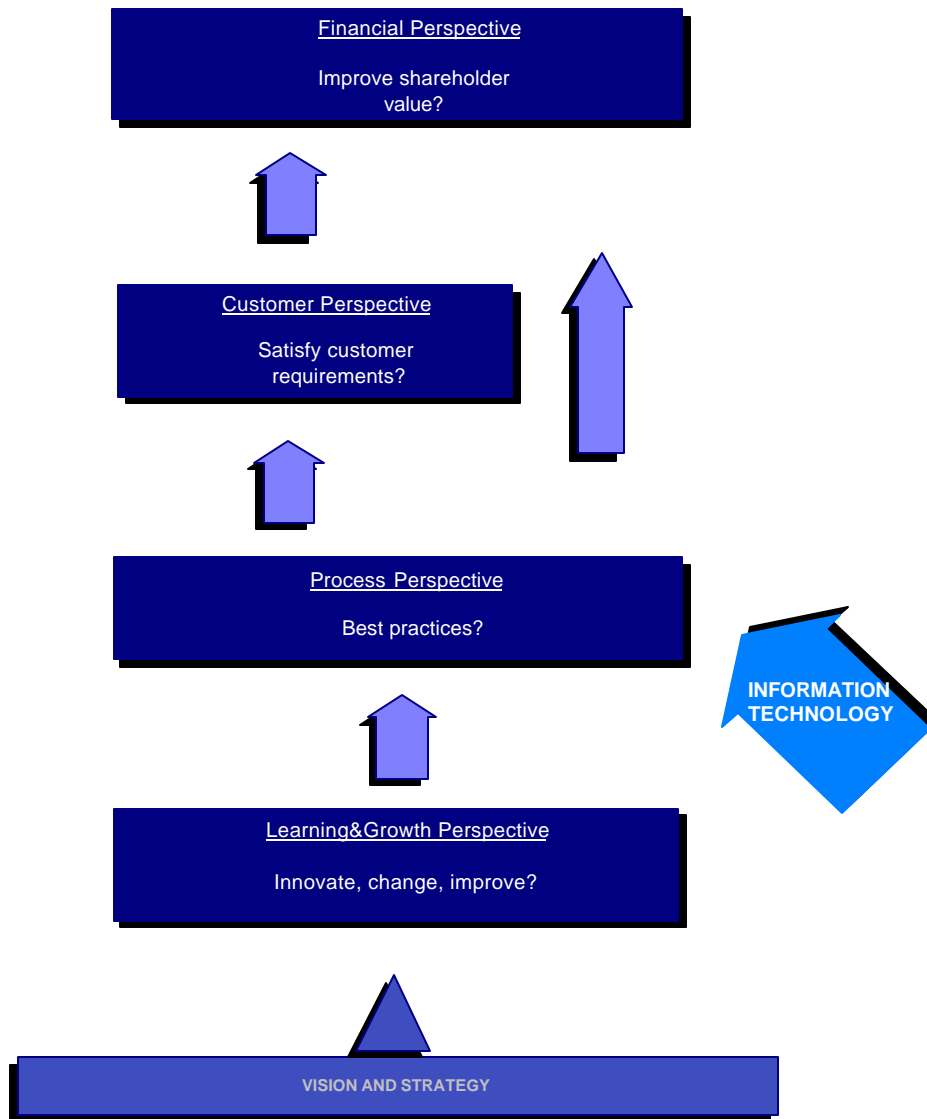 Financial Perspective
Improve shareholder
value?
Customer Perspective
Satisfy customer
requirements?
Process Perspective
Best practices?
INFORMATION
TECHNOLOGY
Learning&Growth Perspective
Innovate, change, improve?
VISION AND STRATEGY